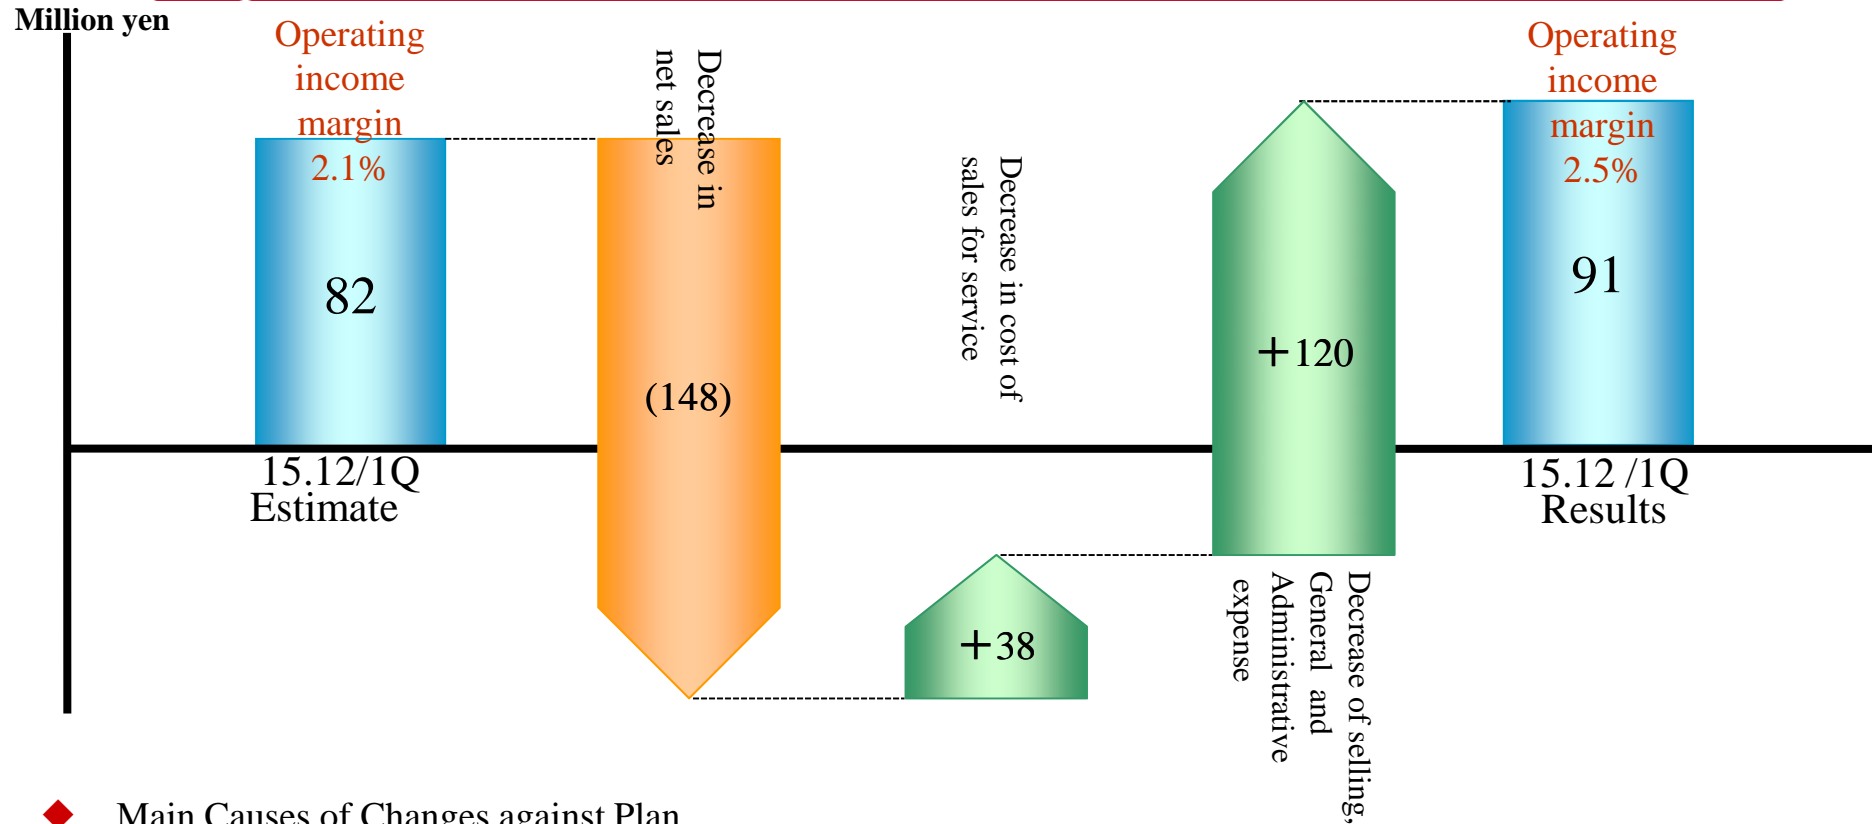 Million yen
Operating
income
margin
2.1%
82
15.12/1Q
Estimate
Decrease in
net sales
(148)
Decrease in cost of
sales for service
+38
+120
Decrease of selling,
General and
Administrative
expense
Operating
income
margin
2.5%
91
15.12 /1Q
Results
Main Causes of Changes against Plan